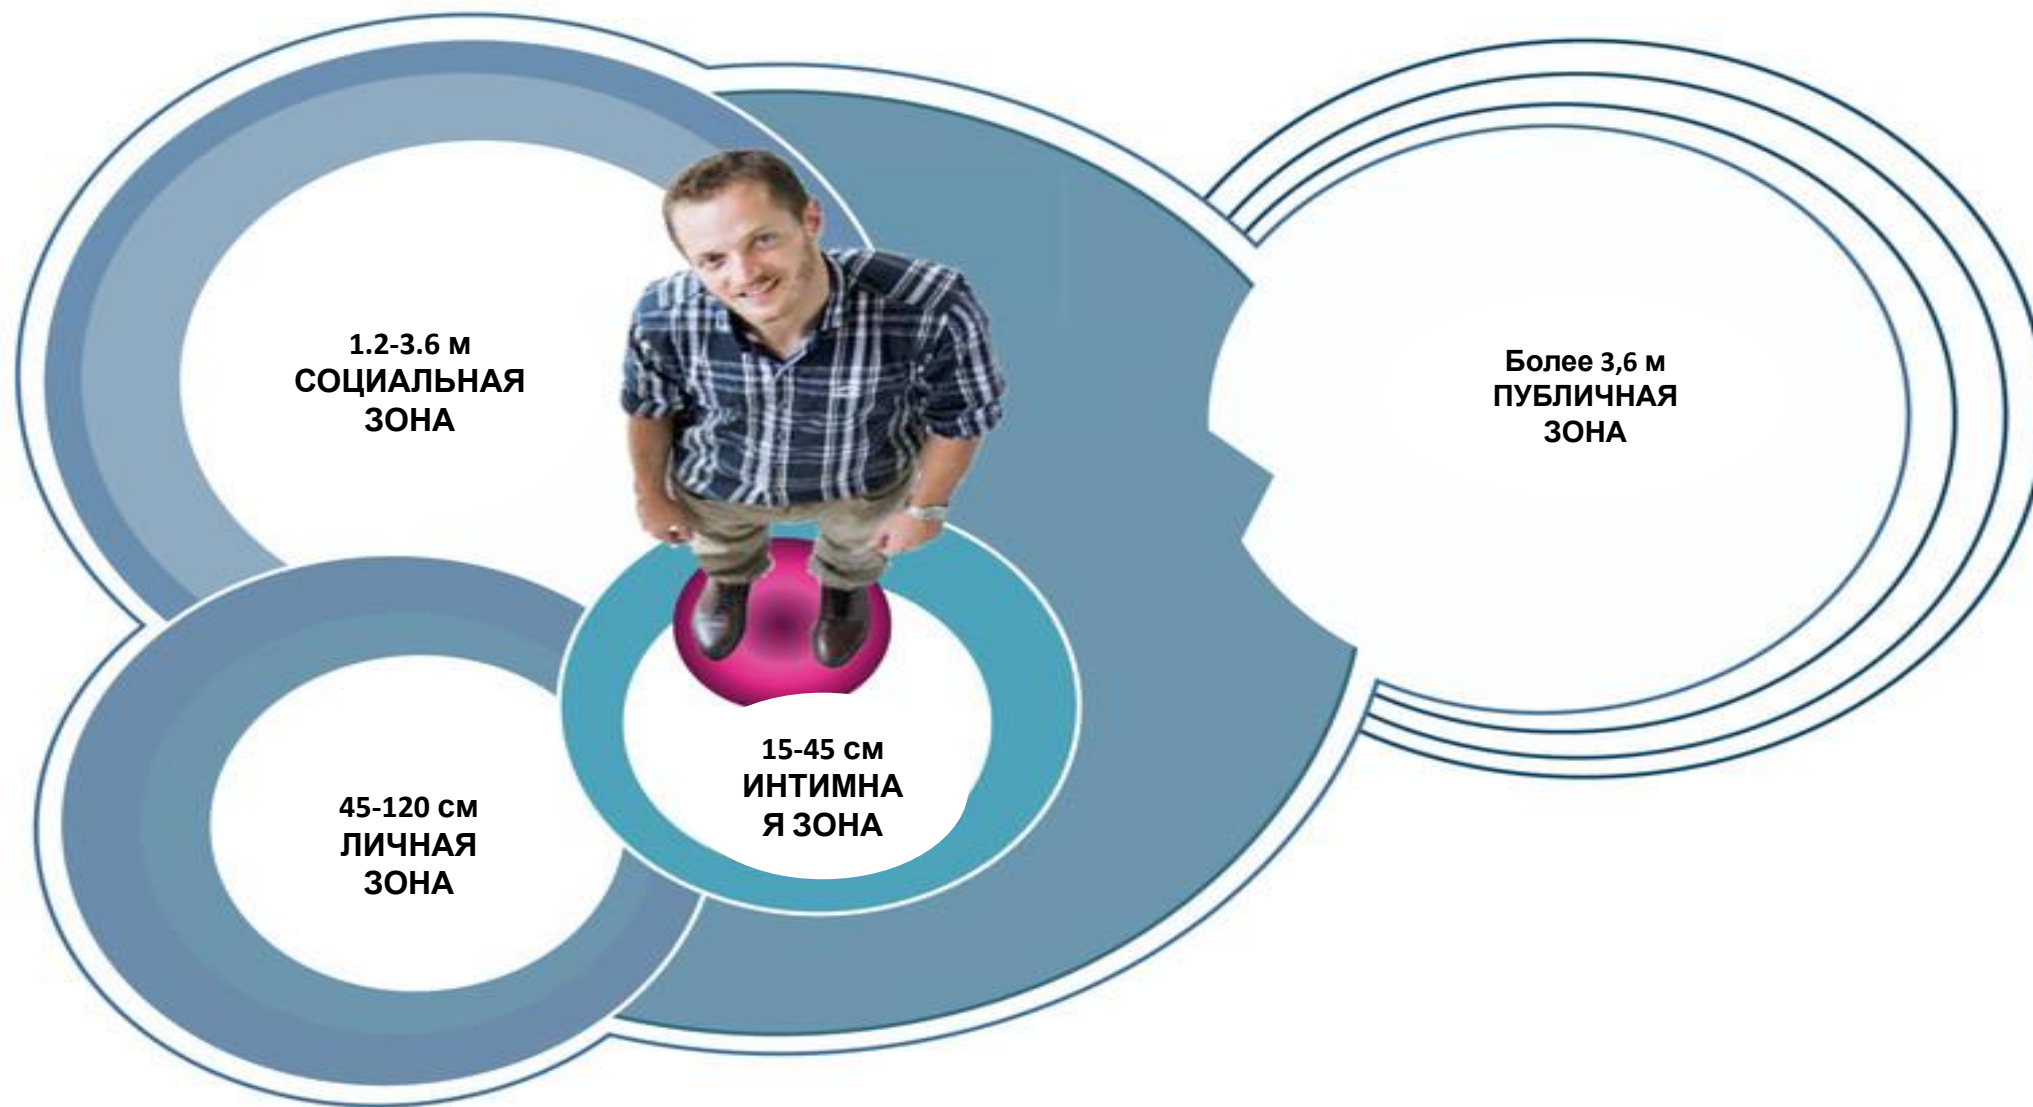 1.2-3.6 м
СОЦИАЛЬНАЯ
ЗОНА
Более 3,6 м
ПУБЛИЧНАЯ
ЗОНА
15-45 см
ИНТИМНА
Я ЗОНА
45-120 см
ЛИЧНАЯ
ЗОНА